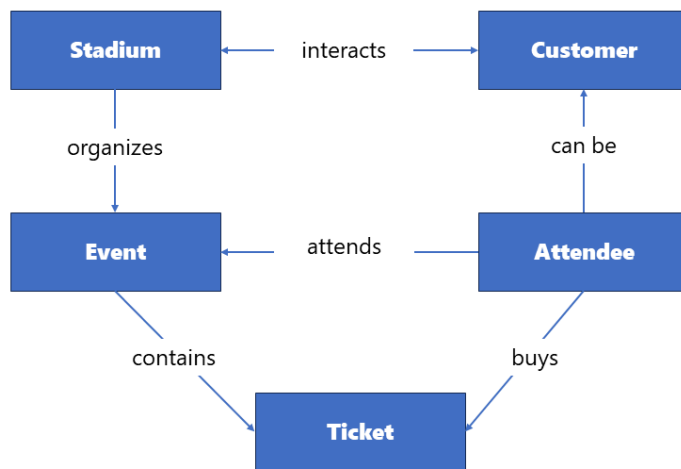 Stadium
interacts
Customer
organizes
can be
Event
attends
Attendee
contains
buys
Ticket